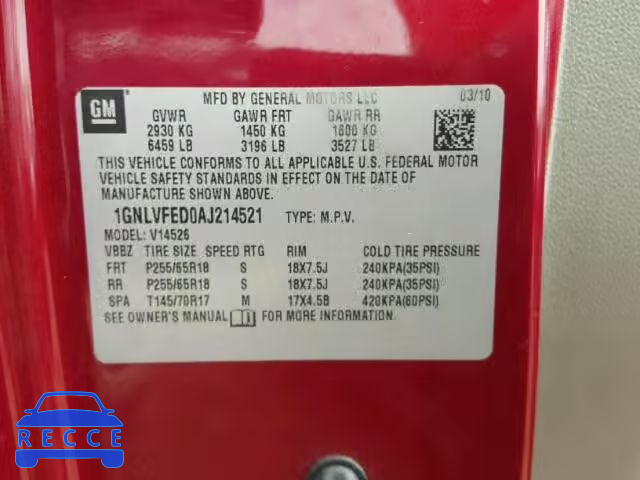 GM
MFD BY GENERAL MOTORS LLC 03/10
GVWR GAWR FRT GAWR RR
2930 KG 1450 KG 1600 KG
6459 LB 3196 LB 3527 LB
THIS VEHICLE CONFORMS TO ALL APPLICABLE U.S. FEDERAL MOTOR
VEHICLE SAFETY STANDARDS IN EFFECT ON THE DATE OF
MANUFACTURE SHOWN ABOVE.
1GNLVFED0AJ214521 TYPE: M.P.V.
MODEL: V14526
VBBZ TIRE SIZE SPEED RTG RIM COLD TIRE PRESSURE
FRT P255/65R18 S 18X7.5J 240KPA(35PSI)
RR P255/65R18 S 18X7.5J 240KPA(35PSI)
SPA T145/70R17 M 17X4.5B 420KPA(60PSI)
SEE OWNER'S MANUAL FOR MORE INFORMATION.
RECCE